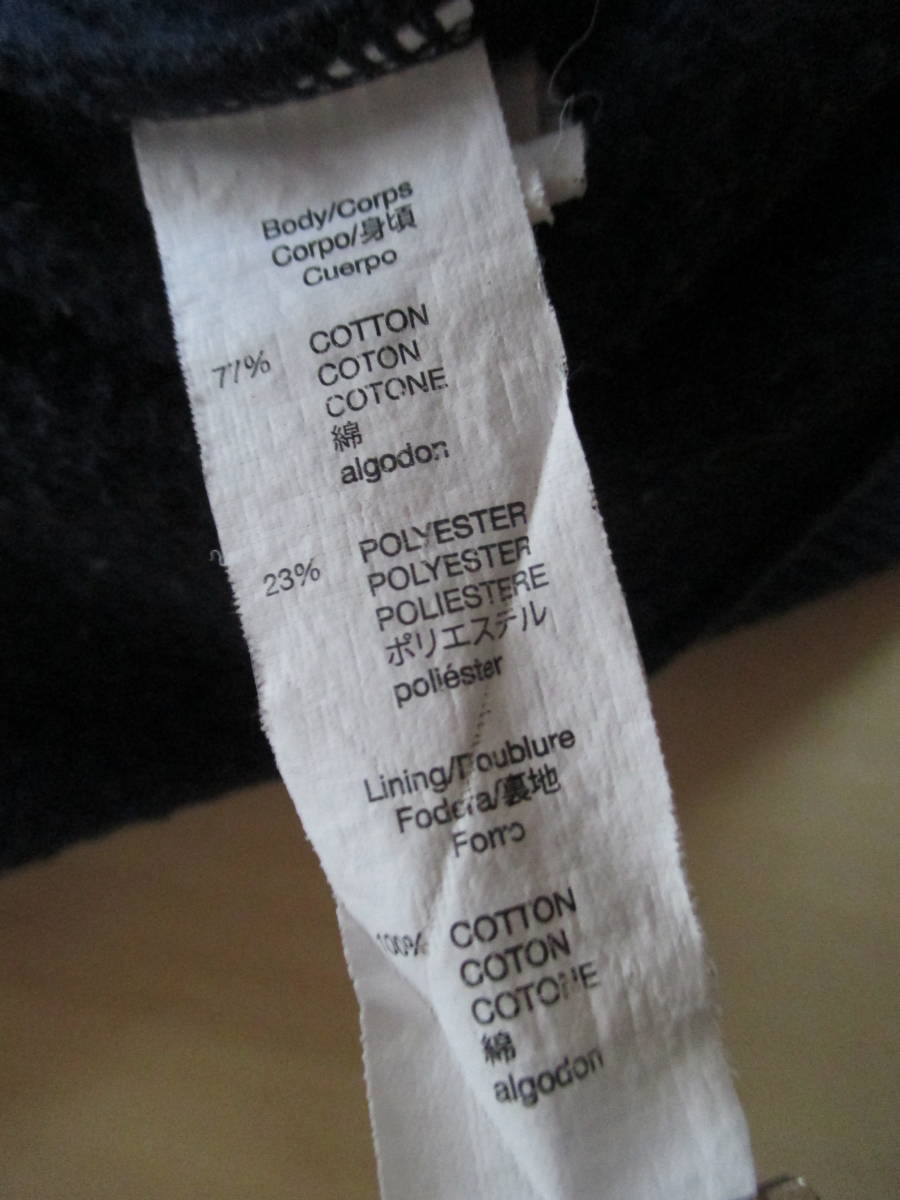 Body/Corps
Corpo/身頃
Cuerpo
77% COTTON
COTON
COTONE
綿
algodon
23% POLYESTER
POLYESTER
POLIESTERE
ポリエステル
poliéster
Lining/Doublure
Fodera/裏地
Forro
100% COTTON
COTON
COTONE
綿
algodon